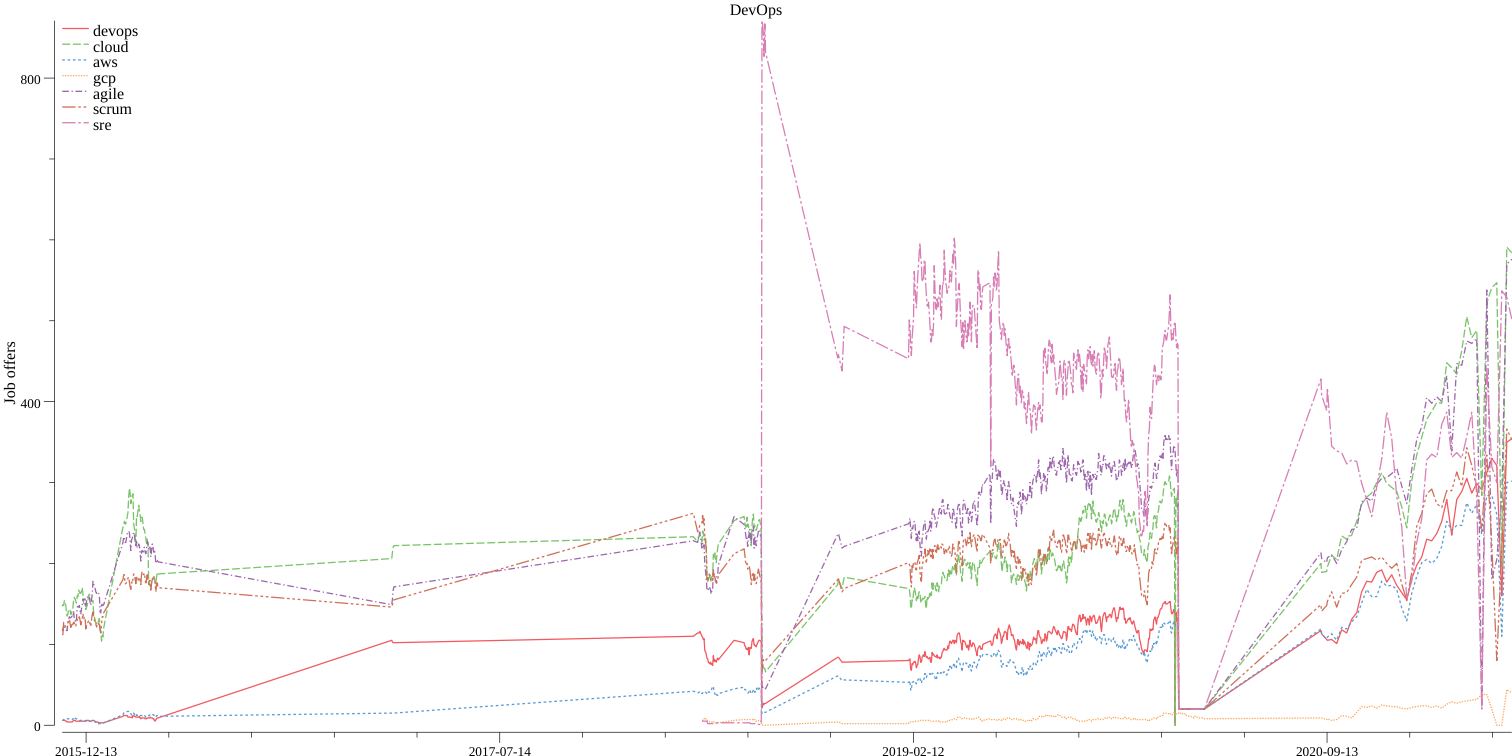 DevOps
devops
cloud
aws
gcp
agile
scrum
sre
Job offers
800
400
0
2015-12-13
2017-07-14
2019-02-12
2020-09-13